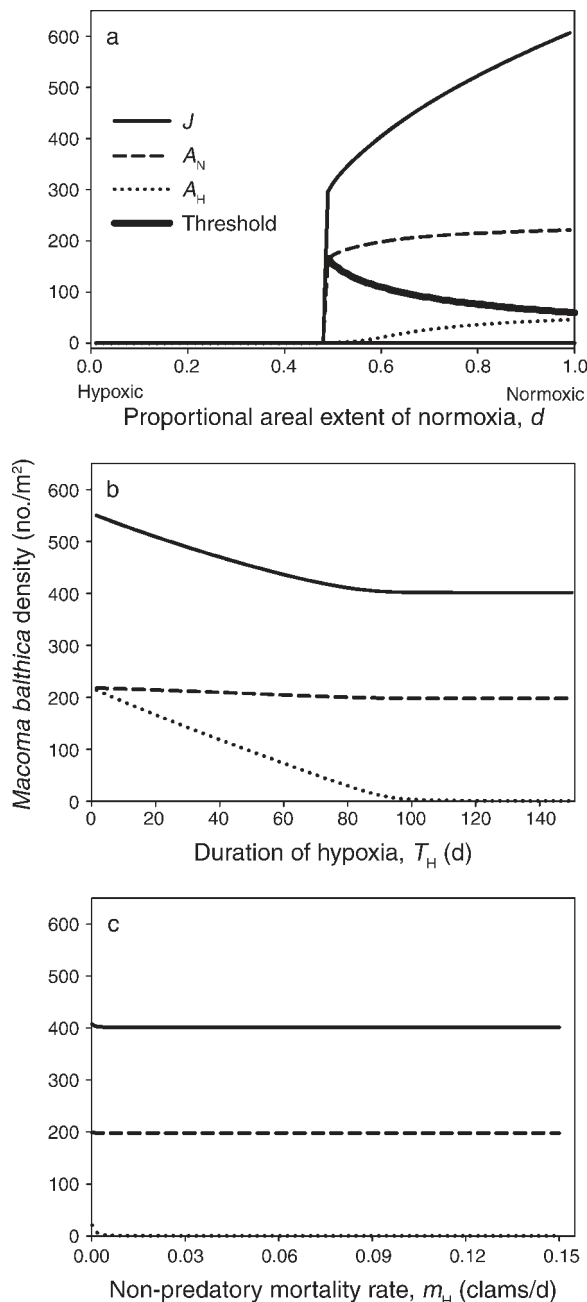 a
600
500
400
300
200
100
0
J
A_N
A_H
Threshold
0.0 0.2 0.4 0.6 0.8 1.0
Hypoxic Normoxic
Proportional areal extent of normoxia, d
Macoma balthica density (no./m²)
b
600
500
400
300
200
100
0
0 20 40 60 80 100 120 140
Duration of hypoxia, T_H (d)
c
600
500
400
300
200
100
0
0.00 0.03 0.06 0.09 0.12 0.15
Non-predatory mortality rate, m_H (clams/d)